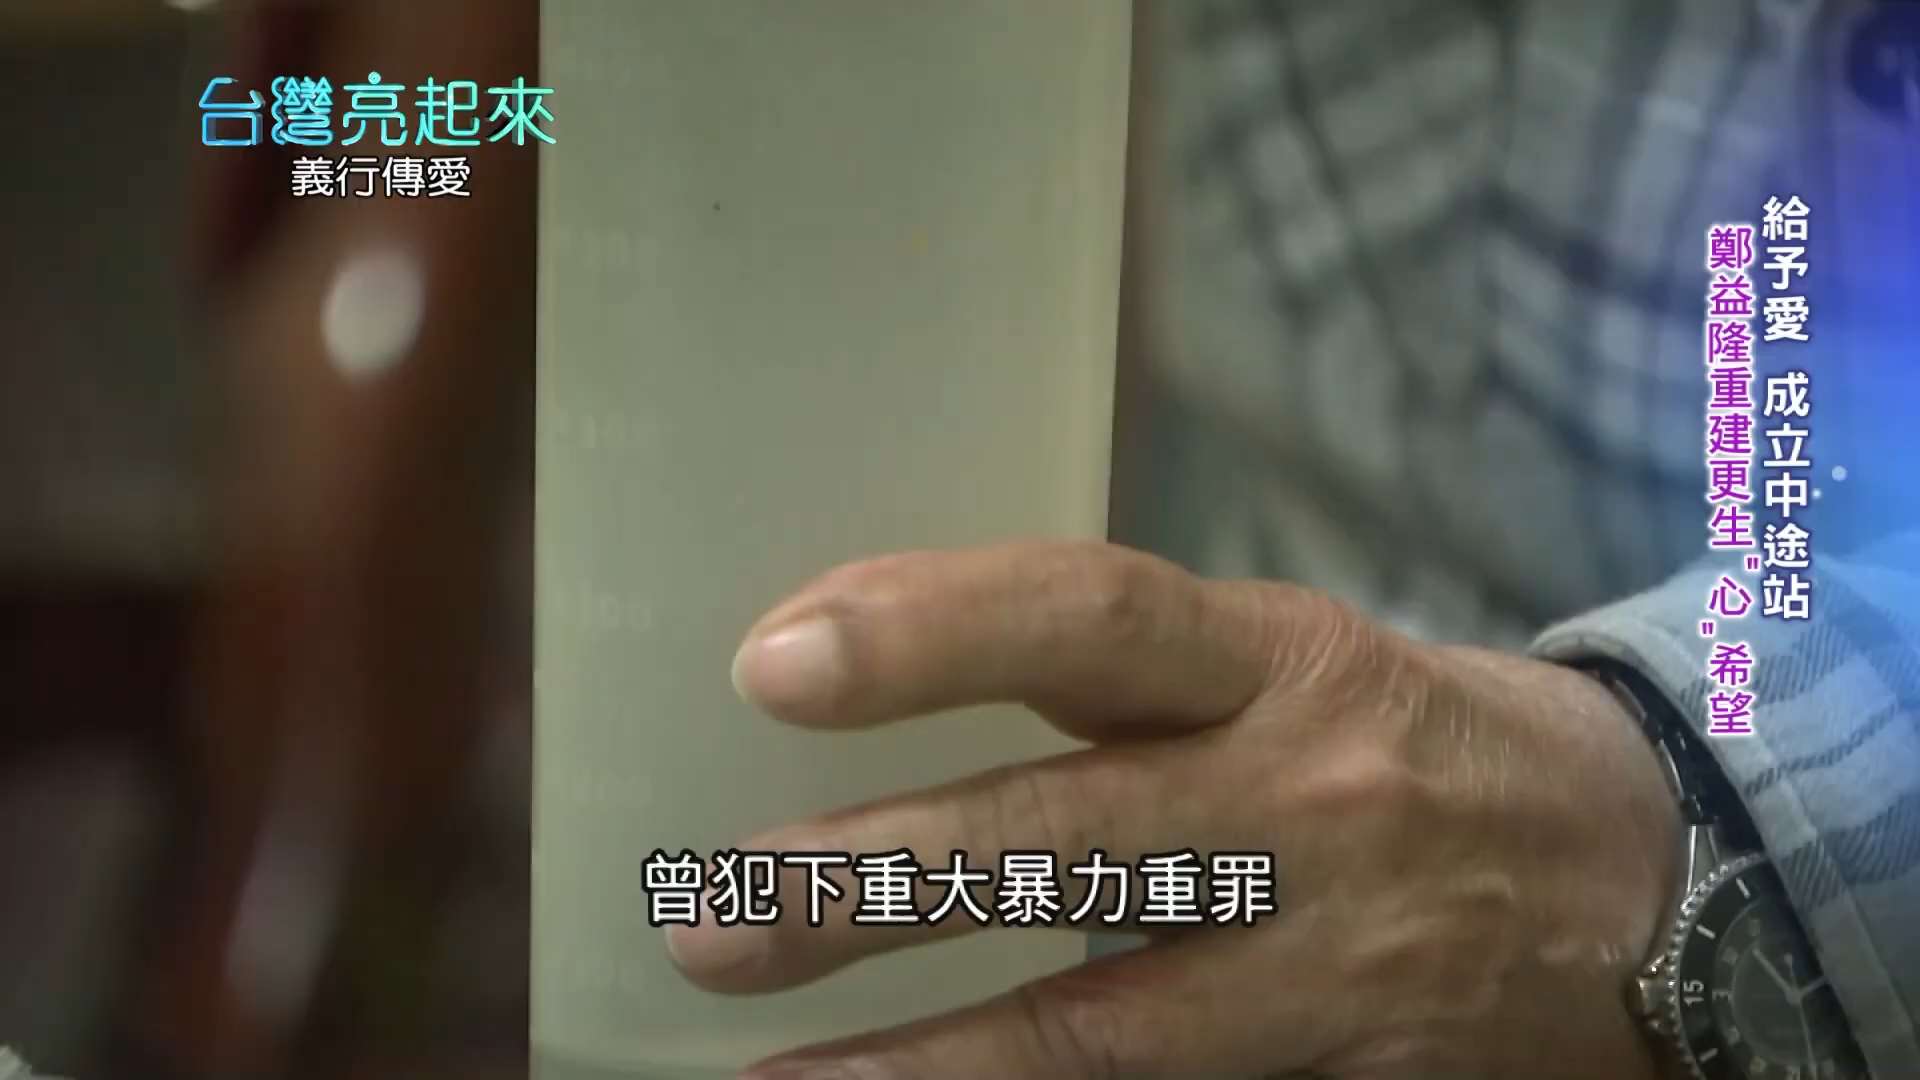 台灣亮起來
義行傳愛
給予愛 成立中途站
鄭益隆重建更生"心"希望
曾犯下重大暴力重罪
15